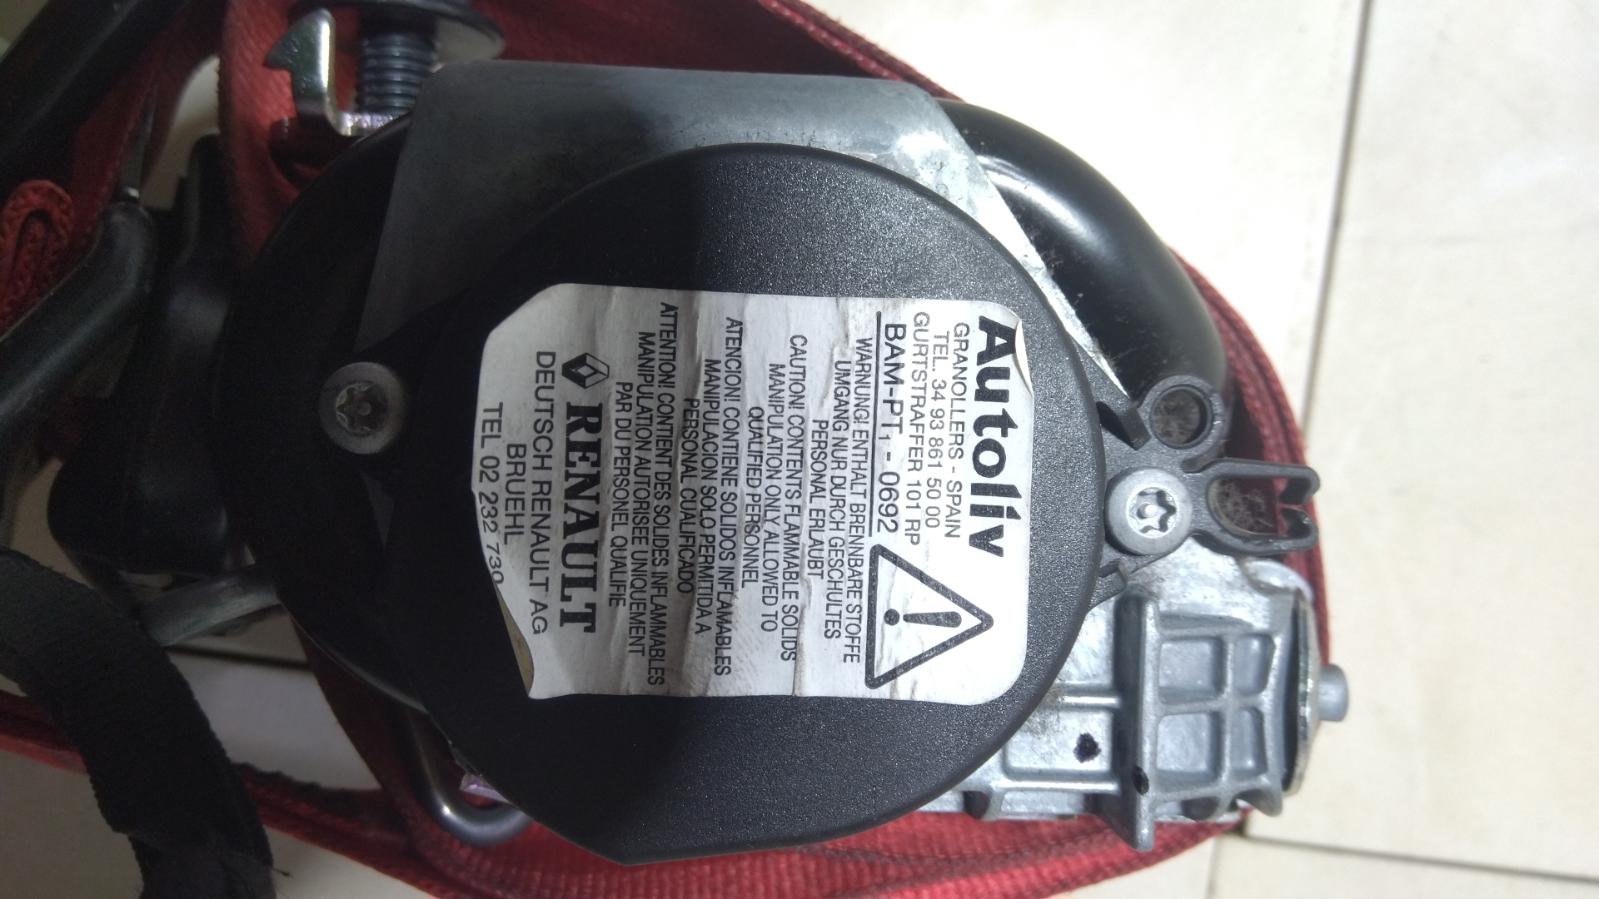 Autoliv
GRANOLLERS - SPAIN
TEL. 34 93 861 50 00
GURTSTRAFFER 101 RP
BAM-PT₁ - 0692
WARNUNG! ENTHALT BRENNBARE STOFFE
UMGANG NUR DURCH GESCHULTES
PERSONAL ERLAUBT
CAUTION! CONTENTS FLAMMABLE SOLIDS
MANIPULATION ONLY ALLOWED TO
QUALIFIED PERSONNEL
ATENCION! CONTIENE SOLIDOS INFLAMABLES
MANIPULACION SOLO PERMITIDA A
PERSONAL CUALIFICADO
ATTENTION! CONTIENT DES SOLIDES INFLAMMABLES
MANIPULATION AUTORISEE UNIQUEMENT
PAR DU PERSONEL QUALIFIE
RENAULT
DEUTSCH RENAULT AG
BRUEHL
TEL 02 232 730